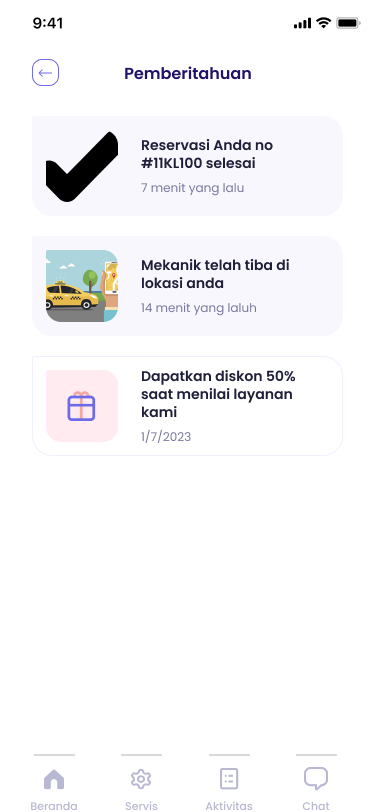 9:41
Pemberitahuan
Reservasi Anda no
#11KL100 selesai
7 menit yang lalu
Mekanik telah tiba di
lokasi anda
14 menit yang laluh
Dapatkan diskon 50%
saat menilai layanan
kami
1/7/2023
Beranda Servis Aktivitas Chat